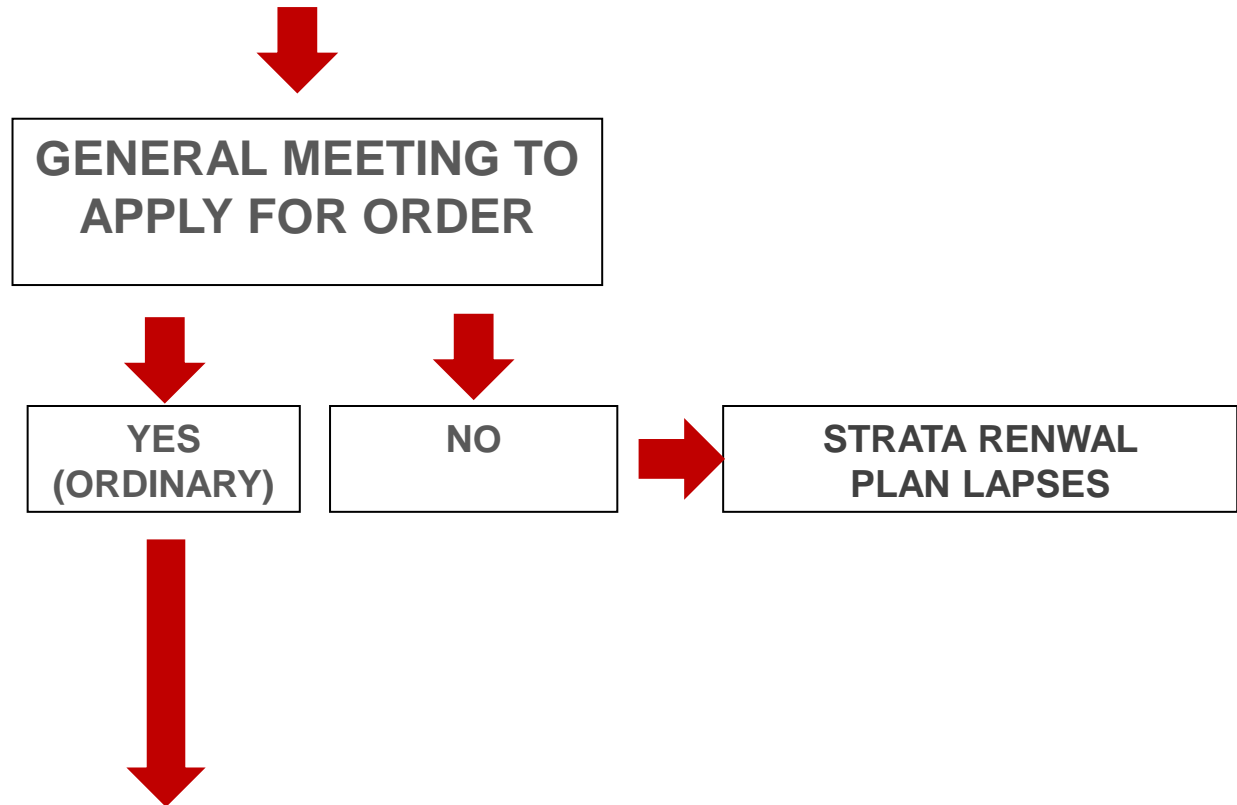 GENERAL MEETING TO
APPLY FOR ORDER
YES
(ORDINARY)
NO
STRATA RENWAL
PLAN LAPSES